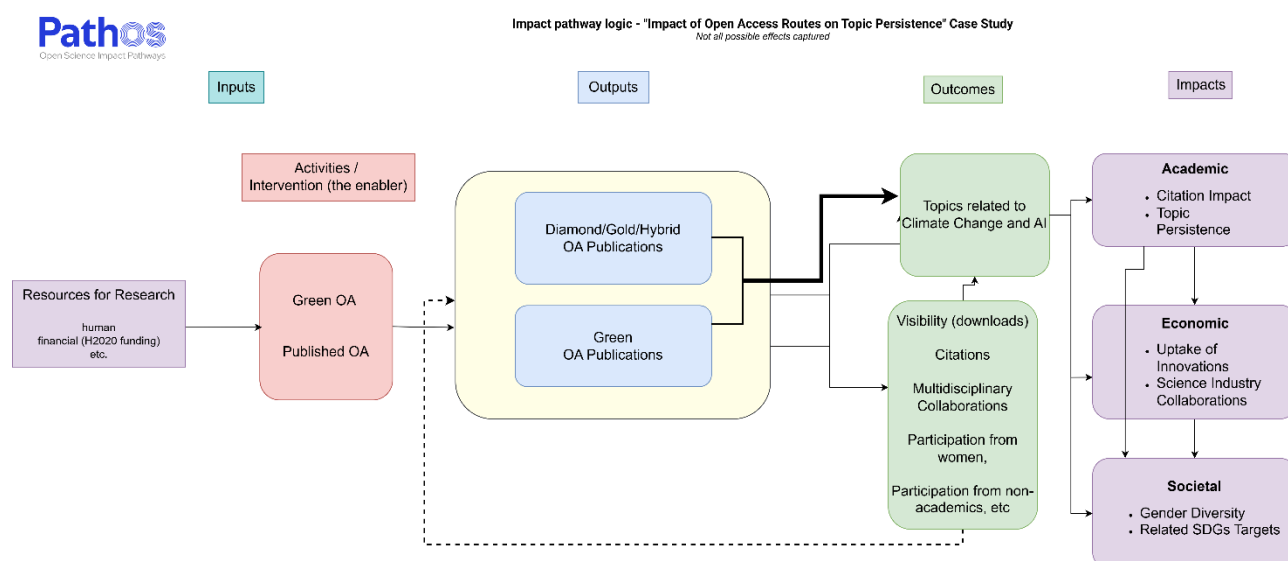 Pathos
Open Science Impact Pathways
Impact pathway logic - "Impact of Open Access Routes on Topic Persistence" Case Study
Not all possible effects captured
Inputs
Outputs
Outcomes
Impacts
Activities /
Intervention (the enabler)
Resources for Research
human
financial (H2020 funding)
etc.
Green OA
Published OA
Diamond/Gold/Hybrid
OA Publications
Green
OA Publications
Topics related to
Climate Change and AI
Visibility (downloads)
Citations
Multidisciplinary
Collaborations
Participation from
women,
Participation from non-
academics, etc
Academic
• Citation Impact
• Topic
Persistence
Economic
• Uptake of
Innovations
• Science Industry
Collaborations
Societal
• Gender Diversity
• Related SDGs Targets